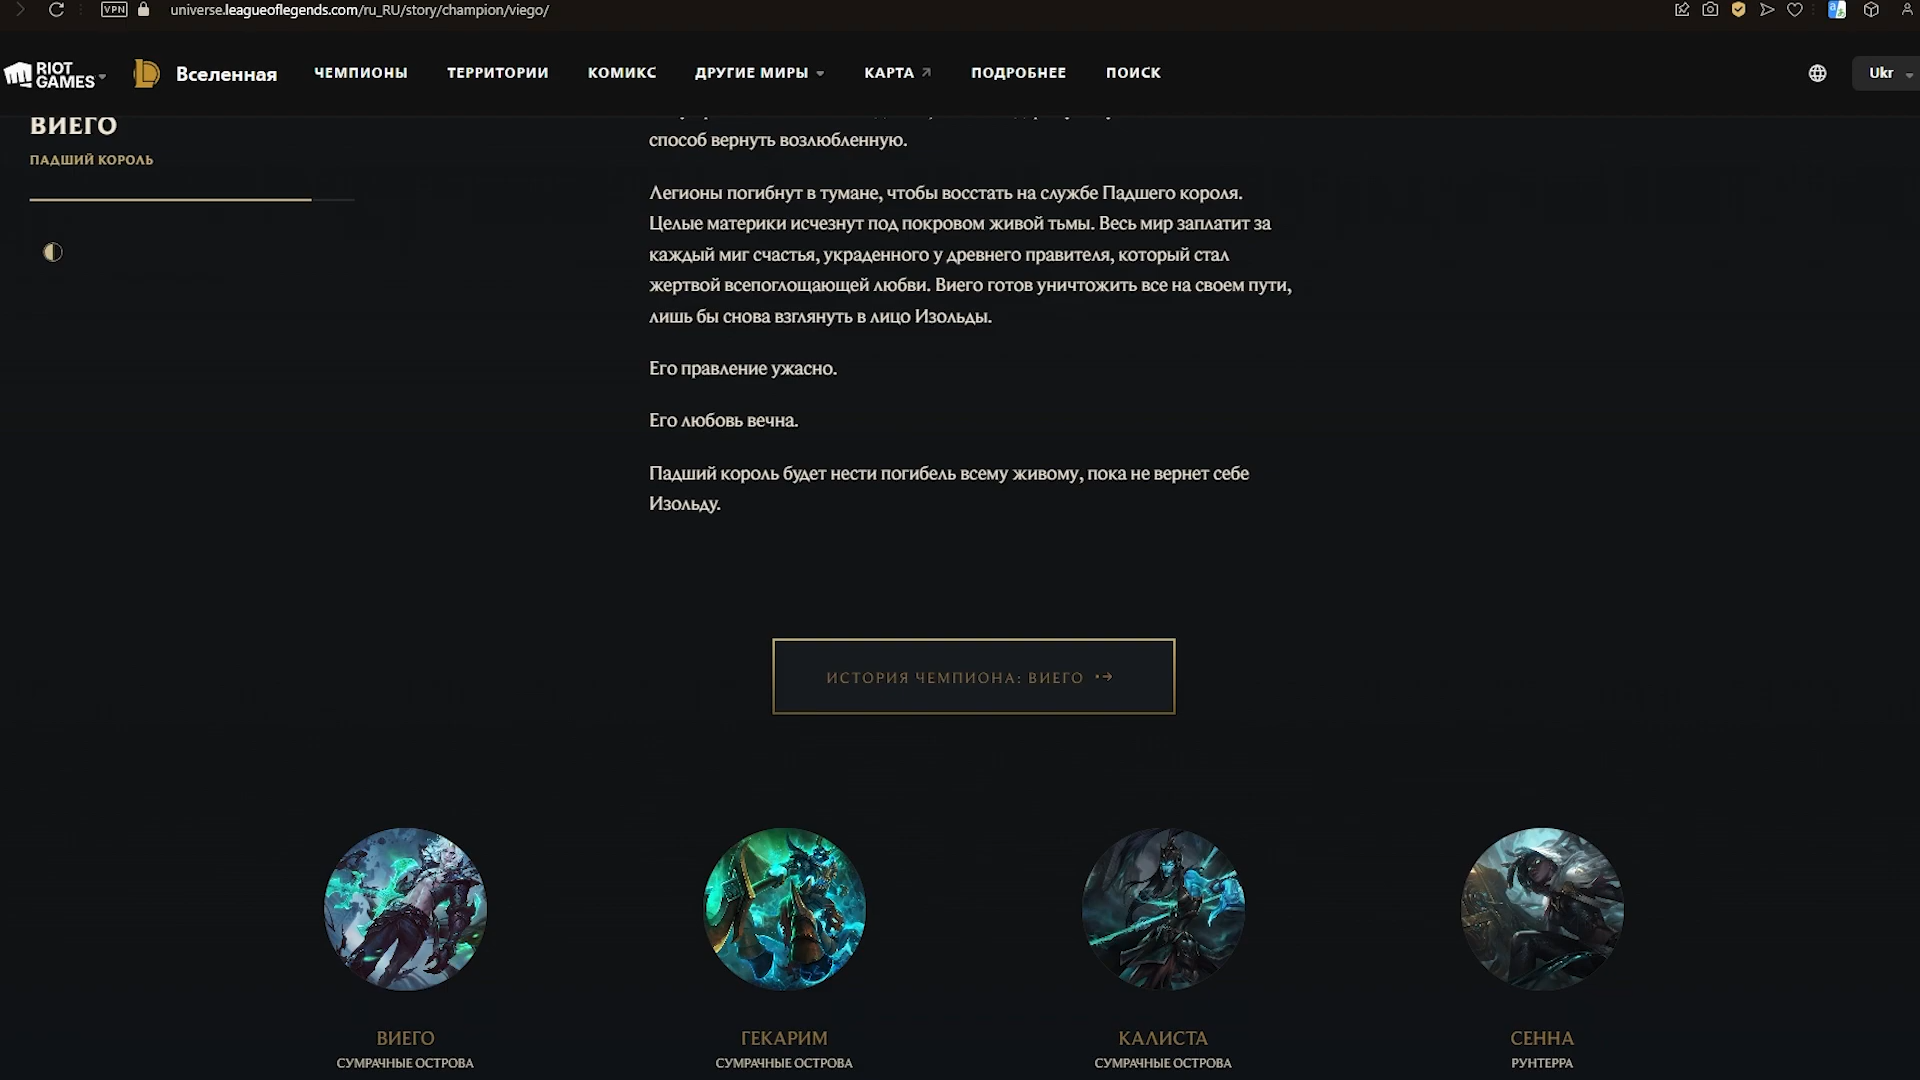 VPN
universe.leagueoflegends.com/ru_RU/story/champion/viego/
RIOT GAMES
Вселенная
ЧЕМПИОНЫ
ТЕРРИТОРИИ
КОМИКС
ДРУГИЕ МИРЫ
КАРТА
ПОДРОБНЕЕ
ПОИСК
Ukr
ВИЕГО
ПАДШИЙ КОРОЛЬ
способ вернуть возлюбленную.
Легионы погибнут в тумане, чтобы восстать на службе Падшего короля.
Целые материки исчезнут под покровом живой тьмы. Весь мир заплатит за
каждый миг счастья, украденного у древнего правителя, который стал
жертвой всепоглощающей любви. Виего готов уничтожить все на своем пути,
лишь бы снова взглянуть в лицо Изольды.
Его правление ужасно.
Его любовь вечна.
Падший король будет нести погибель всему живому, пока не вернет себе
Изольду.
ИСТОРИЯ ЧЕМПИОНА: ВИЕГО
ВИЕГО
СУМРАЧНЫЕ ОСТРОВА
ГЕКАРИМ
СУМРАЧНЫЕ ОСТРОВА
КАЛИСТА
СУМРАЧНЫЕ ОСТРОВА
СЕННА
РУНТЕРРА